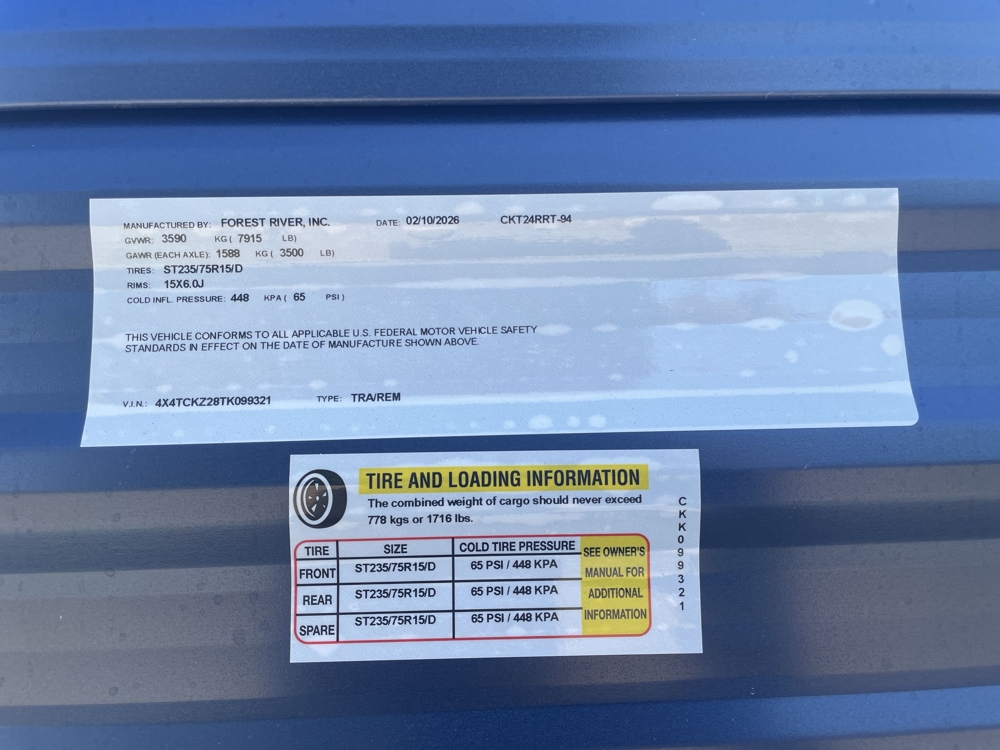 MANUFACTURED BY: FOREST RIVER, INC. DATE: 02/10/2026 CKT24RRT-94
GVWR: 3590 KG ( 7915 LB)
GAWR (EACH AXLE): 1588 KG ( 3500 LB)
TIRES: ST235/75R15/D
RIMS: 15X6.0J
COLD INFL. PRESSURE: 448 KPA ( 65 PSI )
THIS VEHICLE CONFORMS TO ALL APPLICABLE U.S. FEDERAL MOTOR VEHICLE SAFETY
STANDARDS IN EFFECT ON THE DATE OF MANUFACTURE SHOWN ABOVE.
V.I.N.: 4X4TCKZ28TK099321 TYPE: TRA/REM
TIRE AND LOADING INFORMATION
The combined weight of cargo should never exceed
778 kgs or 1716 lbs.
TIRE SIZE COLD TIRE PRESSURE
FRONT ST235/75R15/D 65 PSI / 448 KPA
REAR ST235/75R15/D 65 PSI / 448 KPA
SPARE ST235/75R15/D 65 PSI / 448 KPA
SEE OWNER'S
MANUAL FOR
ADDITIONAL
INFORMATION
CKK099321